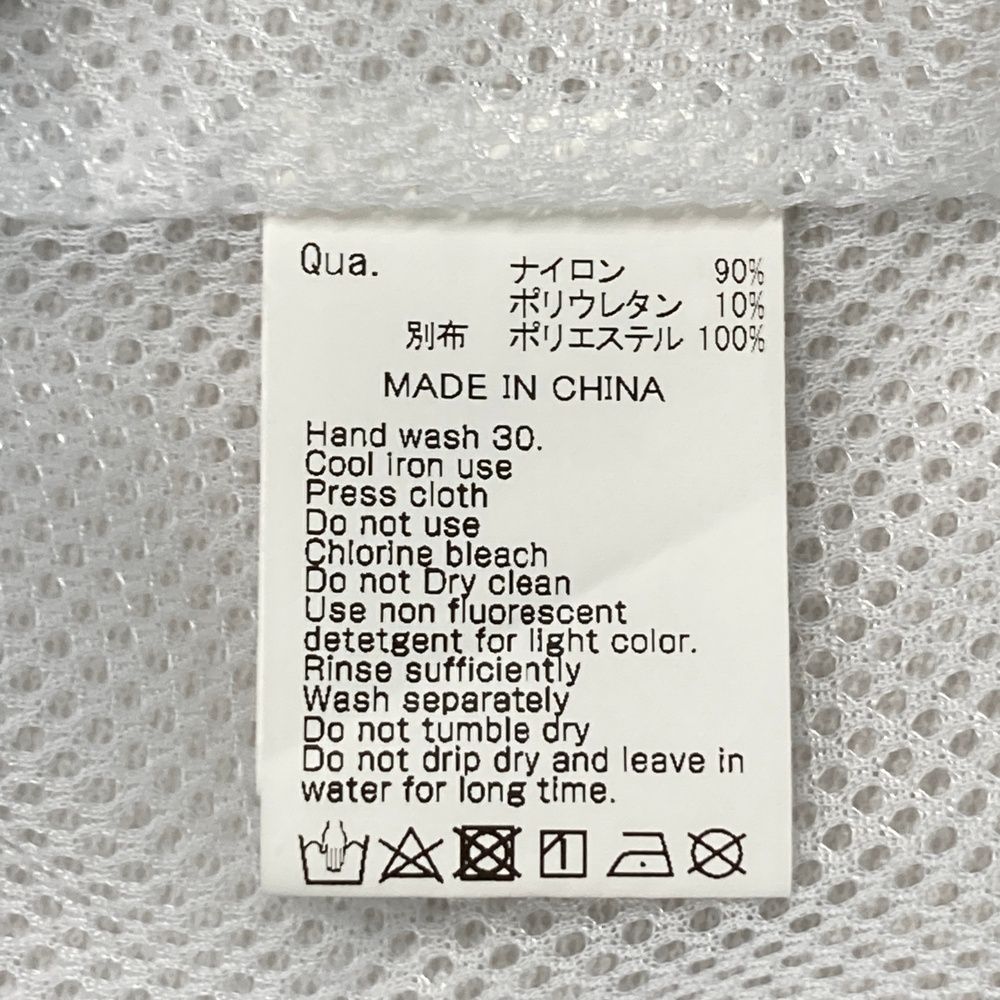 Qua. ナイロン 90%
ポリウレタン 10%
別布 ポリエステル 100%
MADE IN CHINA
Hand wash 30.
Cool iron use
Press cloth
Do not use
Chlorine bleach
Do not Dry clean
Use non fluorescent
detetgent for light color.
Rinse sufficiently
Wash separately
Do not tumble dry
Do not drip dry and leave in
water for long time.